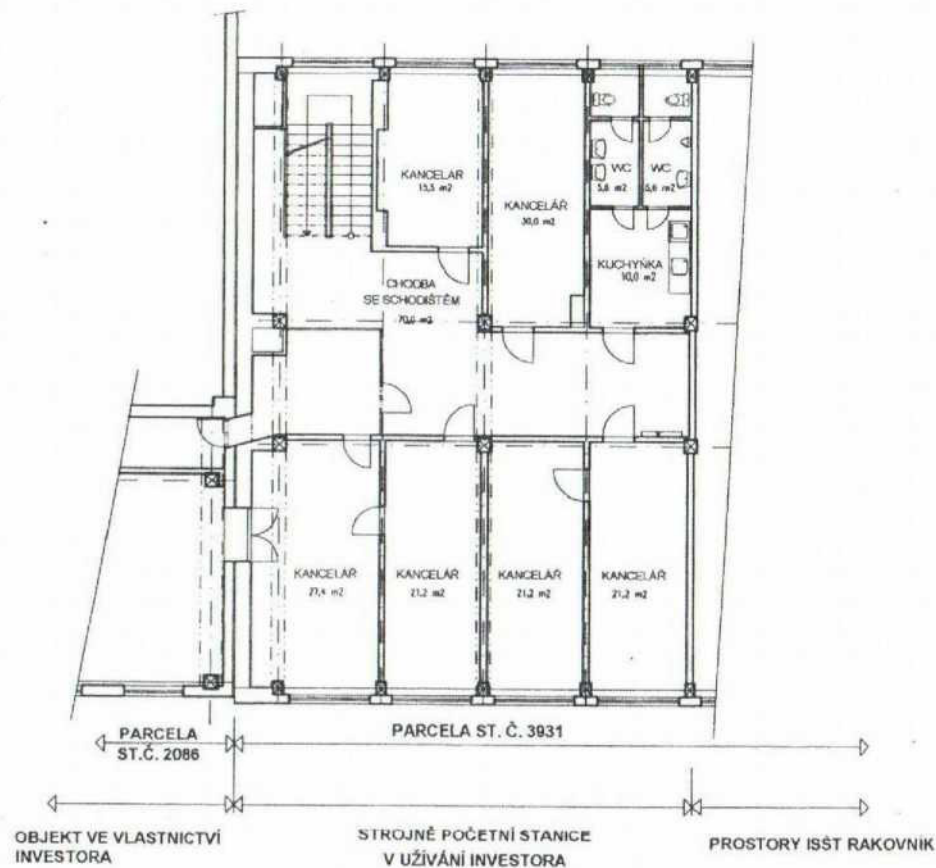 KANCELÁŘ
15,5 m2
KANCELÁŘ
30,0 m2
WC
5,6 m2
WC
5,6 m2
KUCHYŇKA
10,0 m2
CHODBA
SE SCHODIŠTĚM
70,0 m2
KANCELÁŘ
27,4 m2
KANCELÁŘ
21,2 m2
KANCELÁŘ
21,2 m2
KANCELÁŘ
21,2 m2
PARCELA
ST.Č. 2086
PARCELA ST. Č. 3931
OBJEKT VE VLASTNICTVÍ
INVESTORA
STROJNĚ POČETNÍ STANICE
V UŽÍVÁNÍ INVESTORA
PROSTORY ISŠT RAKOVNÍK